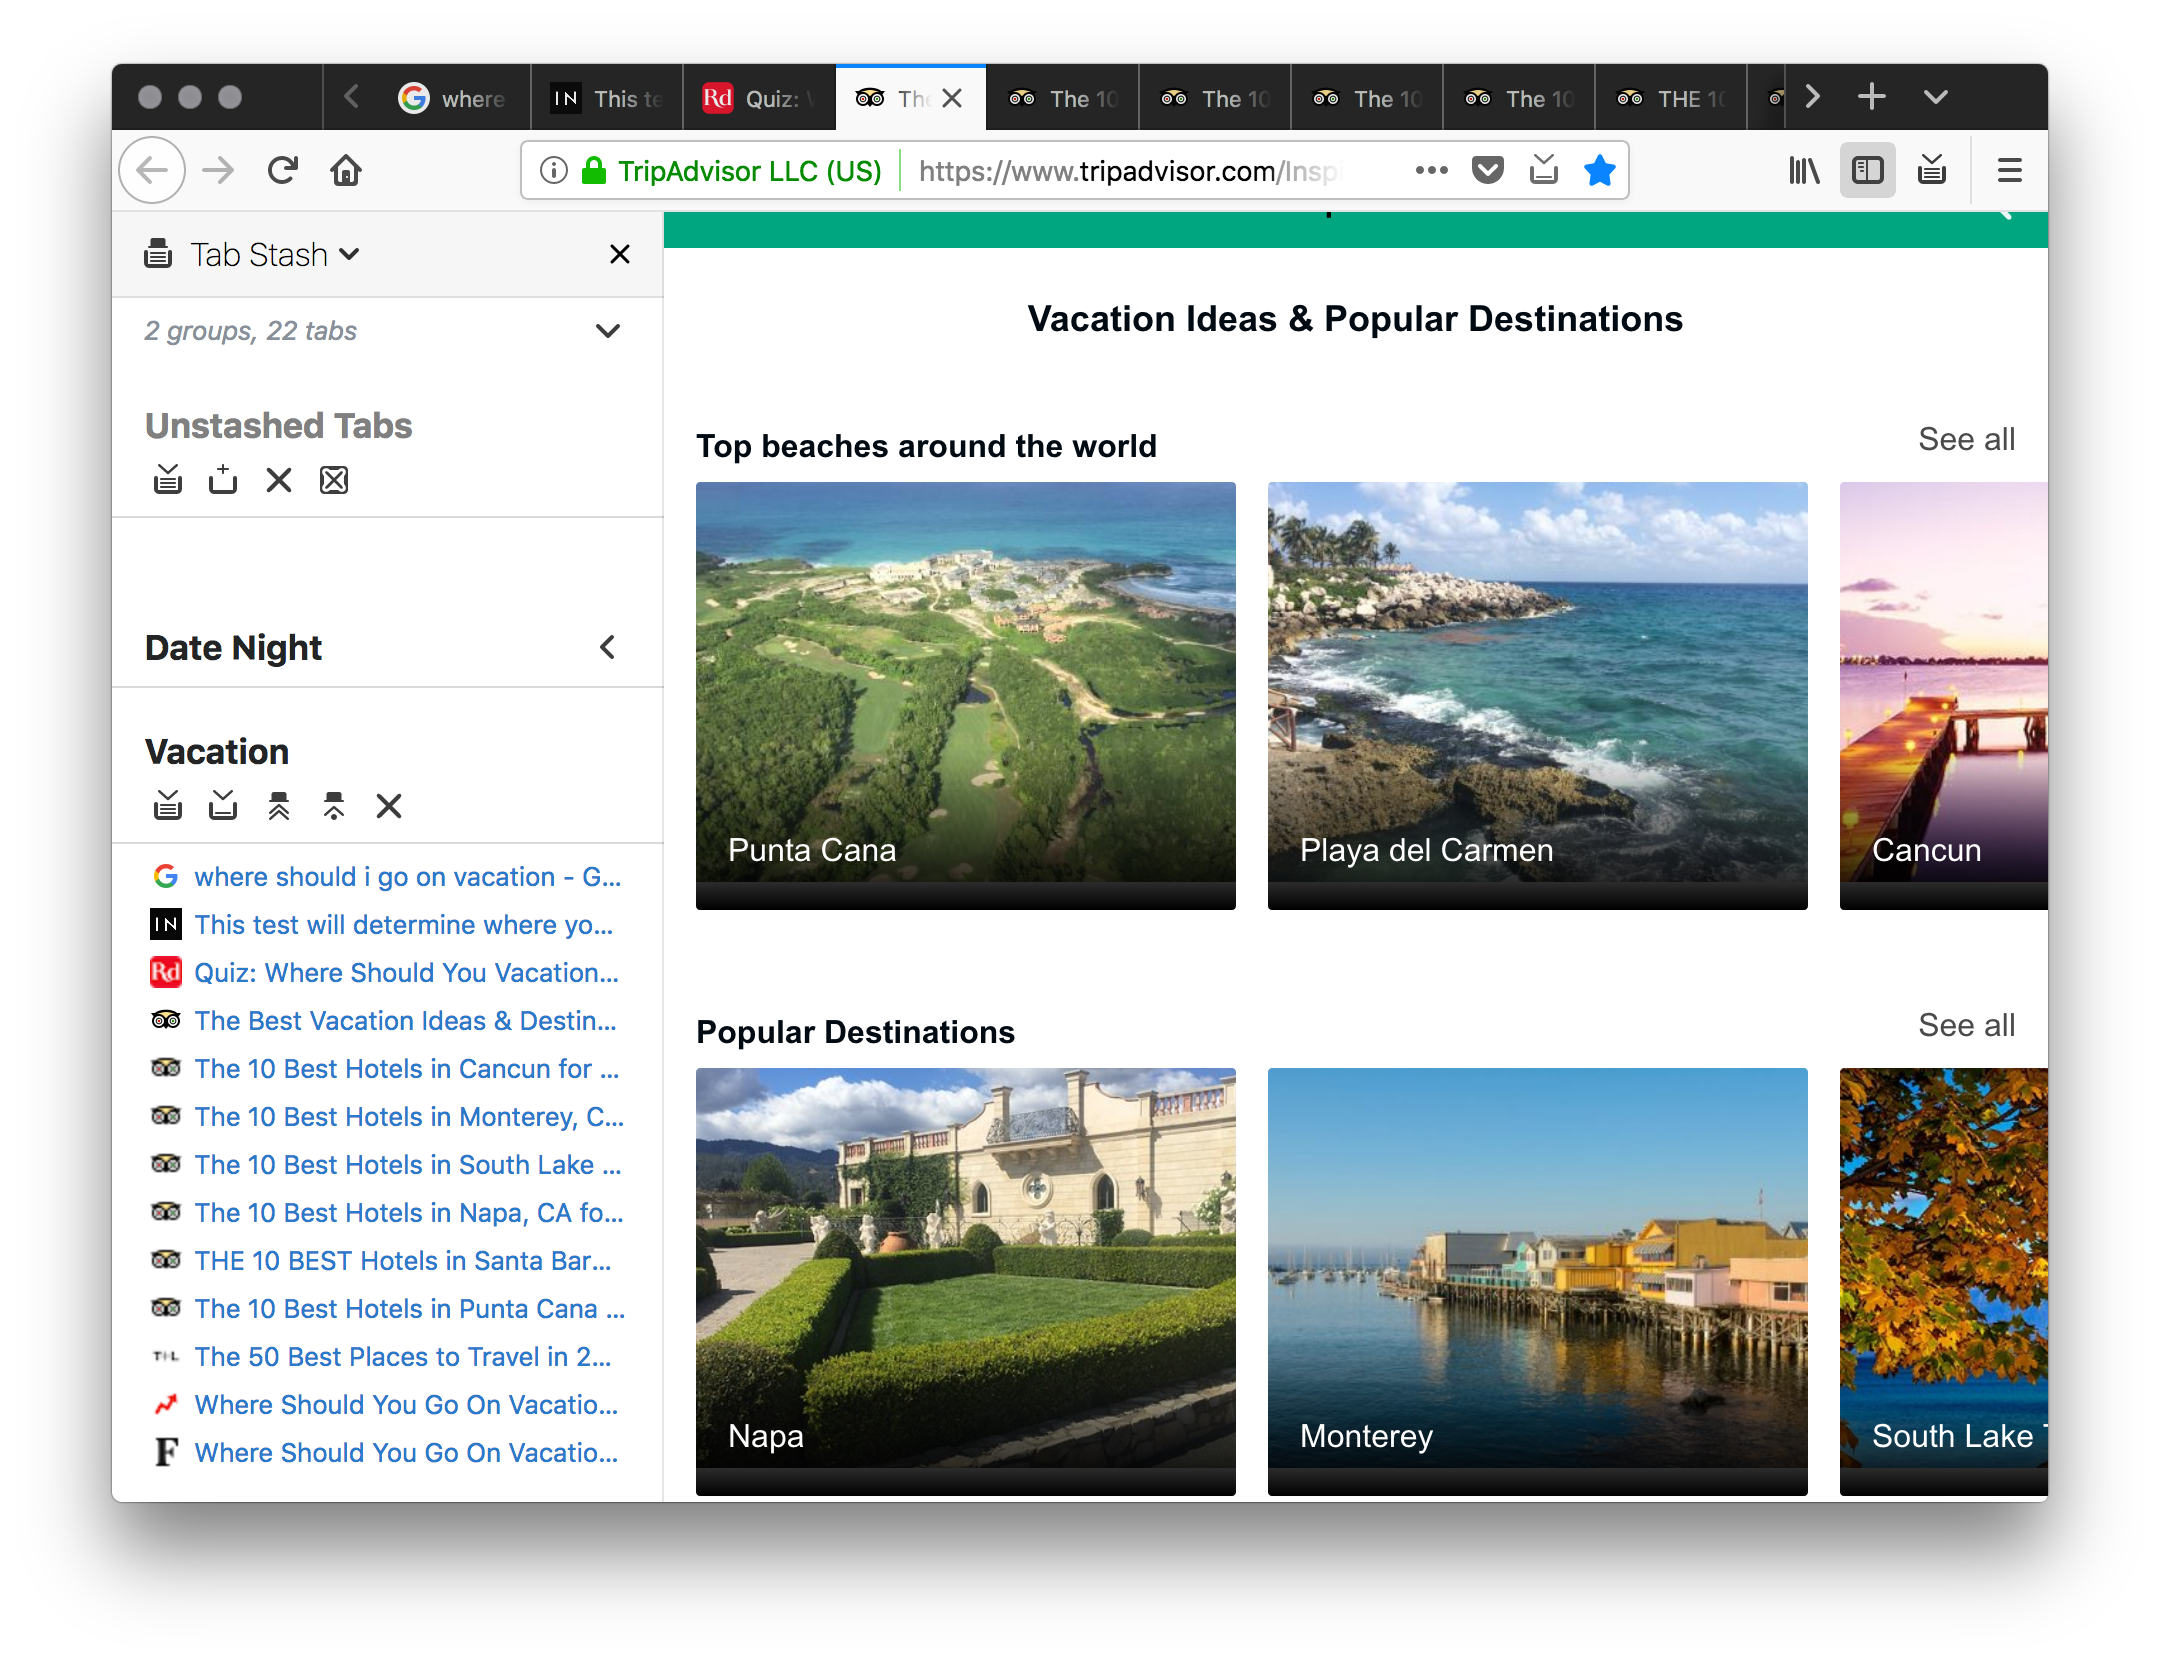 where
This te
Quiz:
The
The 10
The 10
The 10
The 10
THE 10
TripAdvisor LLC (US)
https://www.tripadvisor.com/Inspi
Tab Stash
2 groups, 22 tabs
Unstashed Tabs
Date Night
Vacation
where should i go on vacation - G...
IN This test will determine where yo...
Rd Quiz: Where Should You Vacation...
The Best Vacation Ideas & Destin...
The 10 Best Hotels in Cancun for ...
The 10 Best Hotels in Monterey, C...
The 10 Best Hotels in South Lake ...
The 10 Best Hotels in Napa, CA fo...
THE 10 BEST Hotels in Santa Bar...
The 10 Best Hotels in Punta Cana ...
T+L The 50 Best Places to Travel in 2...
Where Should You Go On Vacatio...
F Where Should You Go On Vacatio...
Vacation Ideas & Popular Destinations
Top beaches around the world
See all
Punta Cana
Playa del Carmen
Cancun
Popular Destinations
See all
Napa
Monterey
South Lake